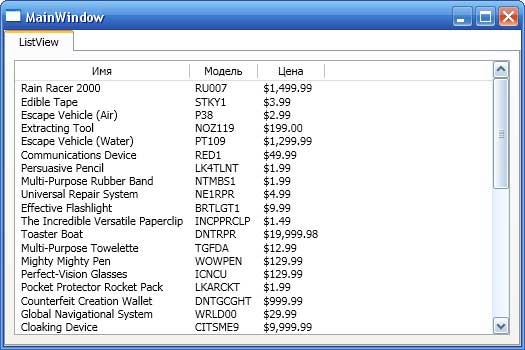 MainWindow
ListView
Имя Модель Цена
Rain Racer 2000 RU007 $1,499.99
Edible Tape STKY1 $3.99
Escape Vehicle (Air) P38 $2.99
Extracting Tool NOZ119 $199.00
Escape Vehicle (Water) PT109 $1,299.99
Communications Device RED1 $49.99
Persuasive Pencil LK4TLNT $1.99
Multi-Purpose Rubber Band NTMBS1 $1.99
Universal Repair System NE1RPR $4.99
Effective Flashlight BRTLGT1 $9.99
The Incredible Versatile Paperclip INCPPRCLP $1.49
Toaster Boat DNTRPR $19,999.98
Multi-Purpose Towelette TGFDA $12.99
Mighty Mighty Pen WOWPEN $129.99
Perfect-Vision Glasses ICNCU $129.99
Pocket Protector Rocket Pack LKARCKT $1.99
Counterfeit Creation Wallet DNTGCGHT $999.99
Global Navigational System WRLD00 $29.99
Cloaking Device CITSME9 $9,999.99